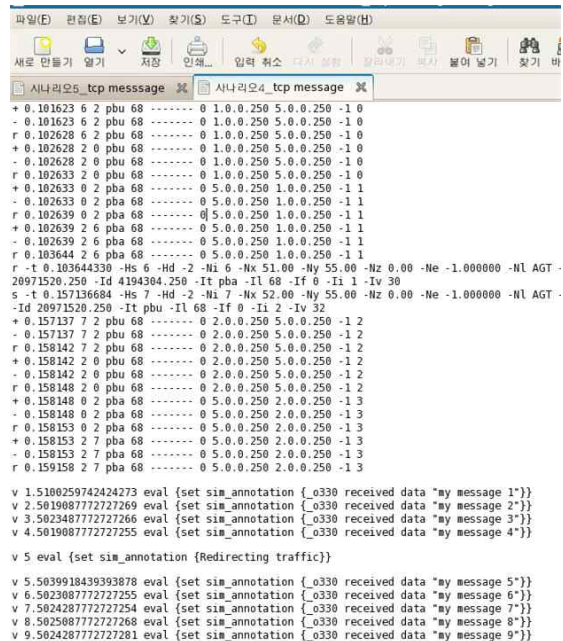 파일(F) 편집(E) 보기(V) 찾기(S) 도구(T) 문서(D) 도움말(H)
새로 만들기 열기 저장 인쇄... 입력 취소 다시 실행 잘라내기 복사 붙여 넣기 찾기 바
시나리오5_tcp messsage 시나리오4_tcp message
+ 0.101623 6 2 pbu 68 ------- 0 1.0.0.250 5.0.0.250 -1 0
- 0.101623 6 2 pbu 68 ------- 0 1.0.0.250 5.0.0.250 -1 0
r 0.102628 6 2 pbu 68 ------- 0 1.0.0.250 5.0.0.250 -1 0
+ 0.102628 2 0 pbu 68 ------- 0 1.0.0.250 5.0.0.250 -1 0
- 0.102628 2 0 pbu 68 ------- 0 1.0.0.250 5.0.0.250 -1 0
r 0.102633 2 0 pbu 68 ------- 0 1.0.0.250 5.0.0.250 -1 0
+ 0.102633 0 2 pba 68 ------- 0 5.0.0.250 1.0.0.250 -1 1
- 0.102633 0 2 pba 68 ------- 0 5.0.0.250 1.0.0.250 -1 1
r 0.102639 0 2 pba 68 ------- 0 5.0.0.250 1.0.0.250 -1 1
+ 0.102639 2 6 pba 68 ------- 0 5.0.0.250 1.0.0.250 -1 1
- 0.102639 2 6 pba 68 ------- 0 5.0.0.250 1.0.0.250 -1 1
r 0.103644 2 6 pba 68 ------- 0 5.0.0.250 1.0.0.250 -1 1
r -t 0.103644330 -Hs 6 -Hd -2 -Ni 6 -Nx 51.00 -Ny 55.00 -Nz 0.00 -Ne -1.000000 -Nl AGT -
20971520.250 -Id 4194304.250 -It pba -Il 68 -If 0 -Ii 1 -Iv 30
s -t 0.157136684 -Hs 7 -Hd -2 -Ni 7 -Nx 52.00 -Ny 55.00 -Nz 0.00 -Ne -1.000000 -Nl AGT -
-Id 20971520.250 -It pbu -Il 68 -If 0 -Ii 2 -Iv 32
+ 0.157137 7 2 pbu 68 ------- 0 2.0.0.250 5.0.0.250 -1 2
- 0.157137 7 2 pbu 68 ------- 0 2.0.0.250 5.0.0.250 -1 2
r 0.158142 7 2 pbu 68 ------- 0 2.0.0.250 5.0.0.250 -1 2
+ 0.158142 2 0 pbu 68 ------- 0 2.0.0.250 5.0.0.250 -1 2
- 0.158142 2 0 pbu 68 ------- 0 2.0.0.250 5.0.0.250 -1 2
r 0.158148 2 0 pbu 68 ------- 0 2.0.0.250 5.0.0.250 -1 2
+ 0.158148 0 2 pba 68 ------- 0 5.0.0.250 2.0.0.250 -1 3
- 0.158148 0 2 pba 68 ------- 0 5.0.0.250 2.0.0.250 -1 3
r 0.158153 0 2 pba 68 ------- 0 5.0.0.250 2.0.0.250 -1 3
+ 0.158153 2 7 pba 68 ------- 0 5.0.0.250 2.0.0.250 -1 3
- 0.158153 2 7 pba 68 ------- 0 5.0.0.250 2.0.0.250 -1 3
r 0.159158 2 7 pba 68 ------- 0 5.0.0.250 2.0.0.250 -1 3
v 1.5100259742424273 eval {set sim_annotation {_o330 received data "my message 1"}}
v 2.5019087772727269 eval {set sim_annotation {_o330 received data "my message 2"}}
v 3.5023487772727266 eval {set sim_annotation {_o330 received data "my message 3"}}
v 4.5019087772727255 eval {set sim_annotation {_o330 received data "my message 4"}}
v 5 eval {set sim_annotation {Redirecting traffic}}
v 5.5039918439393878 eval {set sim_annotation {_o330 received data "my message 5"}}
v 6.5023087772727255 eval {set sim_annotation {_o330 received data "my message 6"}}
v 7.5024287772727254 eval {set sim_annotation {_o330 received data "my message 7"}}
v 8.5025087772727268 eval {set sim_annotation {_o330 received data "my message 8"}}
v 9.5024287772727281 eval {set sim_annotation {_o330 received data "my message 9"}}